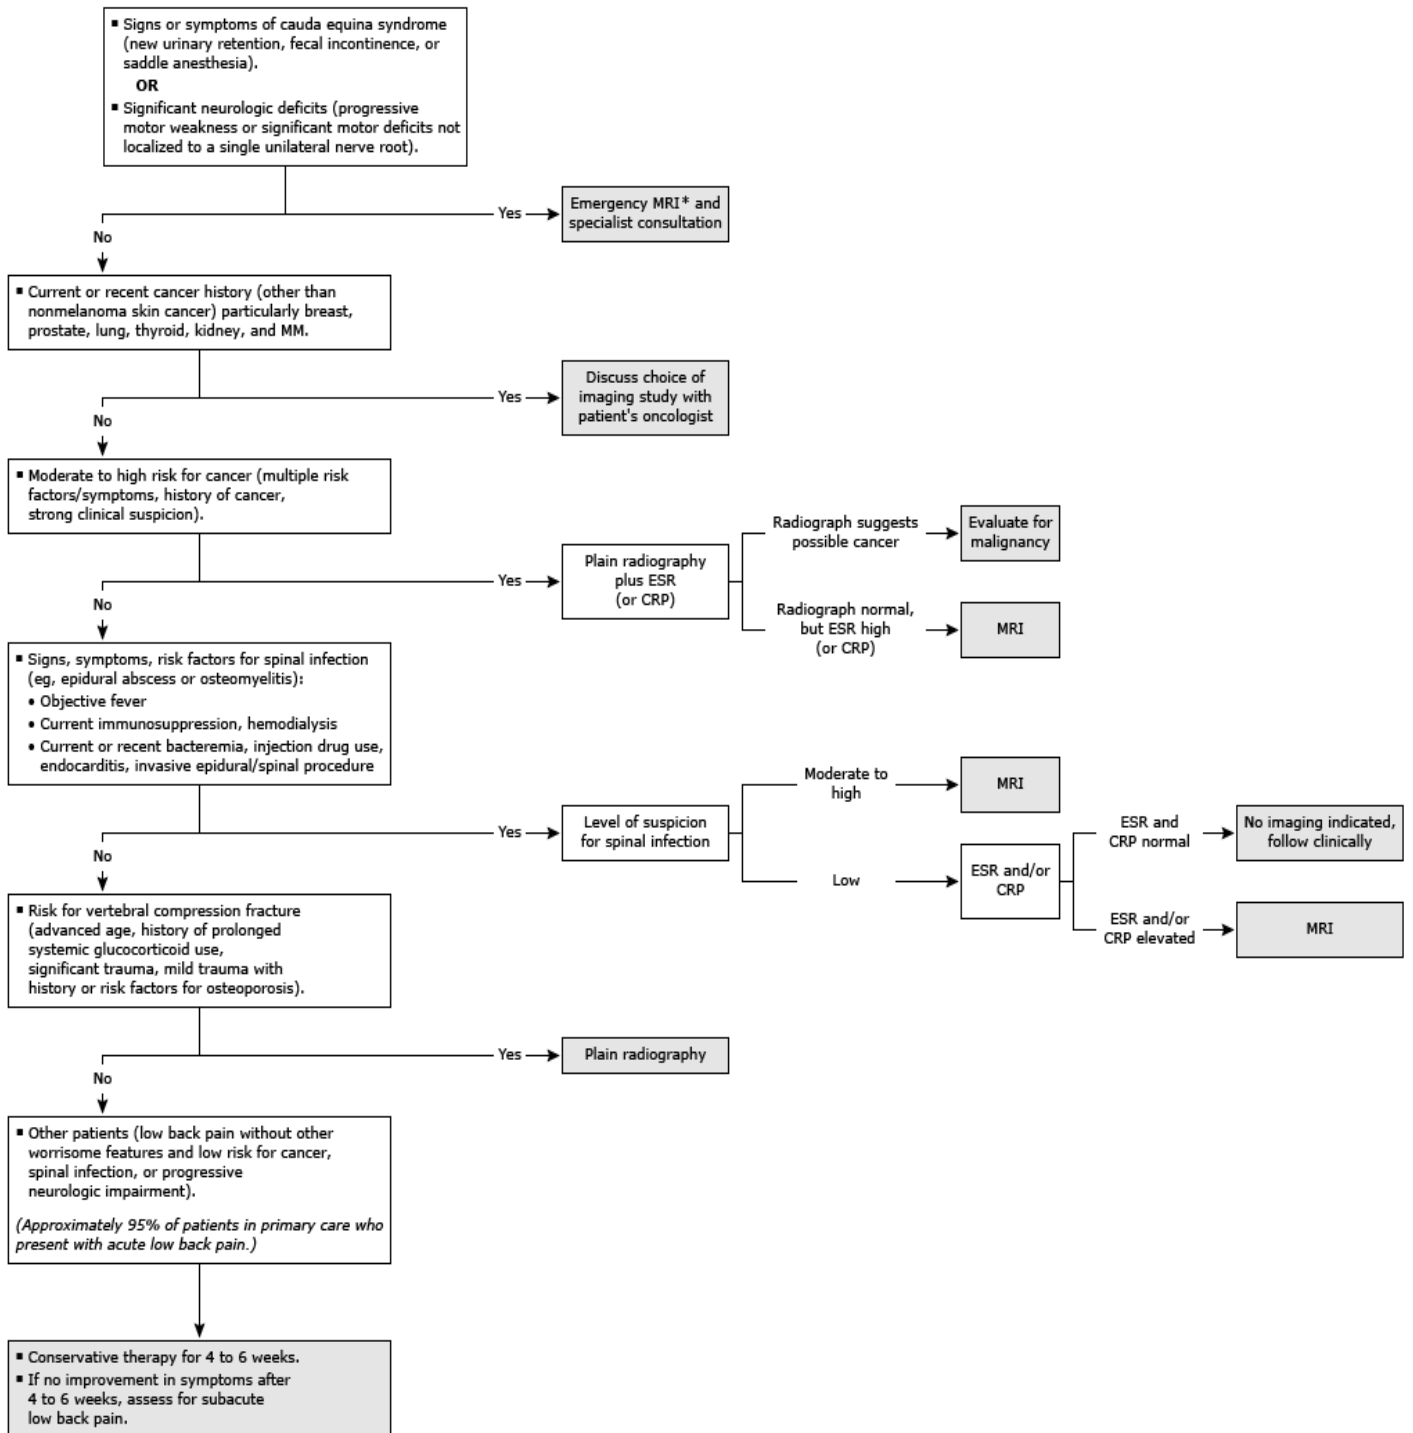 ▪ Signs or symptoms of cauda equina syndrome
(new urinary retention, fecal incontinence, or
saddle anesthesia).
OR
▪ Significant neurologic deficits (progressive
motor weakness or significant motor deficits not
localized to a single unilateral nerve root).
Yes
Emergency MRI* and
specialist consultation
No
▪ Current or recent cancer history (other than
nonmelanoma skin cancer) particularly breast,
prostate, lung, thyroid, kidney, and MM.
Yes
Discuss choice of
imaging study with
patient's oncologist
No
▪ Moderate to high risk for cancer (multiple risk
factors/symptoms, history of cancer,
strong clinical suspicion).
Yes
Plain radiography
plus ESR
(or CRP)
Radiograph suggests
possible cancer
Evaluate for
malignancy
Radiograph normal,
but ESR high
(or CRP)
MRI
No
▪ Signs, symptoms, risk factors for spinal infection
(eg, epidural abscess or osteomyelitis):
• Objective fever
• Current immunosuppression, hemodialysis
• Current or recent bacteremia, injection drug use,
endocarditis, invasive epidural/spinal procedure
Yes
Level of suspicion
for spinal infection
Moderate to
high
MRI
Low
ESR and/or
CRP
ESR and
CRP normal
No imaging indicated,
follow clinically
ESR and/or
CRP elevated
MRI
No
▪ Risk for vertebral compression fracture
(advanced age, history of prolonged
systemic glucocorticoid use,
significant trauma, mild trauma with
history or risk factors for osteoporosis).
Yes
Plain radiography
No
▪ Other patients (low back pain without other
worrisome features and low risk for cancer,
spinal infection, or progressive
neurologic impairment).
(Approximately 95% of patients in primary care who
present with acute low back pain.)
▪ Conservative therapy for 4 to 6 weeks.
▪ If no improvement in symptoms after
4 to 6 weeks, assess for subacute
low back pain.